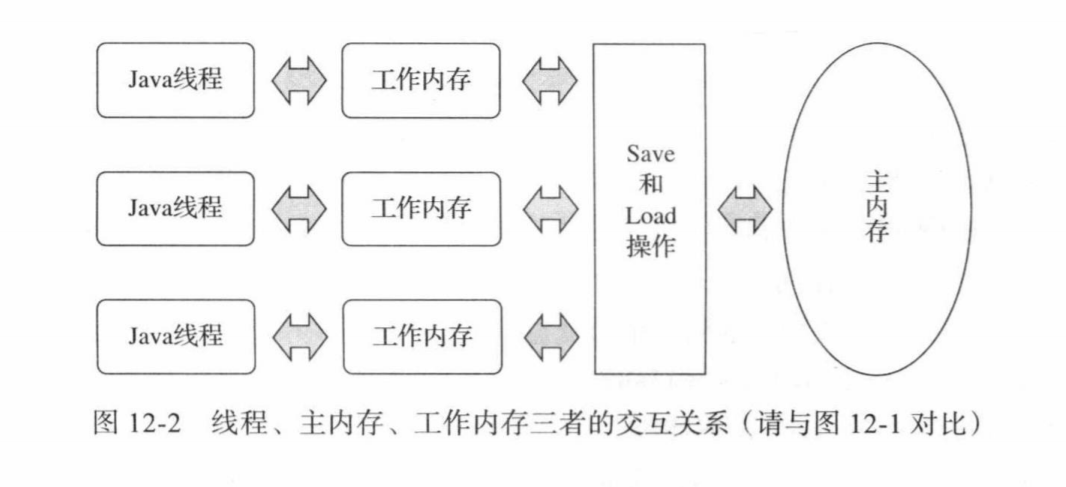 Java线程
工作内存
Java线程
工作内存
Java线程
工作内存
Save
和
Load
操作
主
内
存
图 12-2 线程、主内存、工作内存三者的交互关系（请与图 12-1 对比）